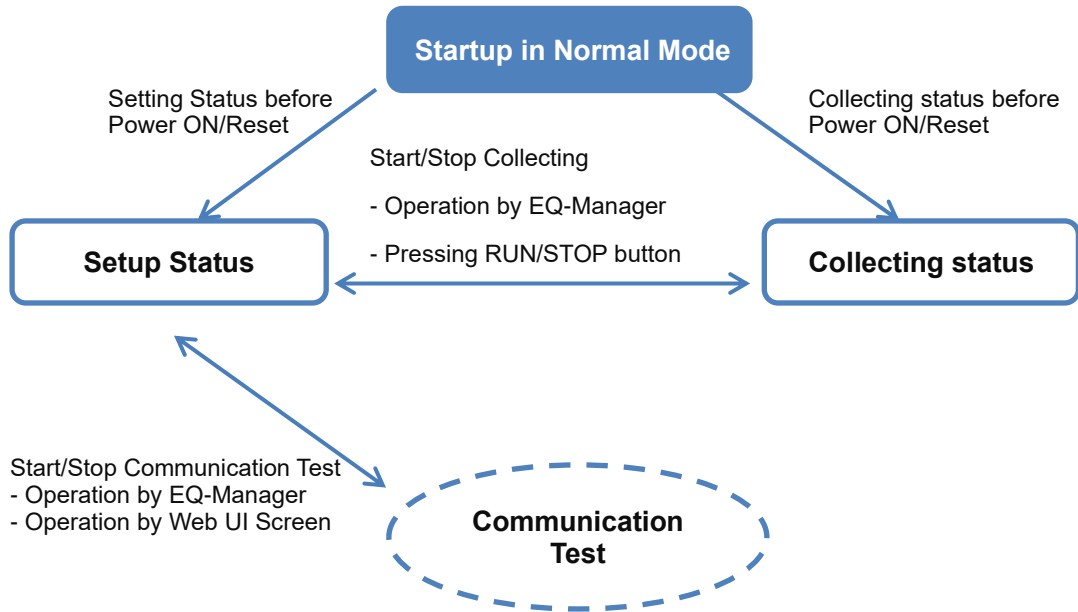 Startup in Normal Mode
Setting Status before
Power ON/Reset
Collecting status before
Power ON/Reset
Start/Stop Collecting
- Operation by EQ-Manager
- Pressing RUN/STOP button
Setup Status
Collecting status
Start/Stop Communication Test
- Operation by EQ-Manager
- Operation by Web UI Screen
Communication
Test